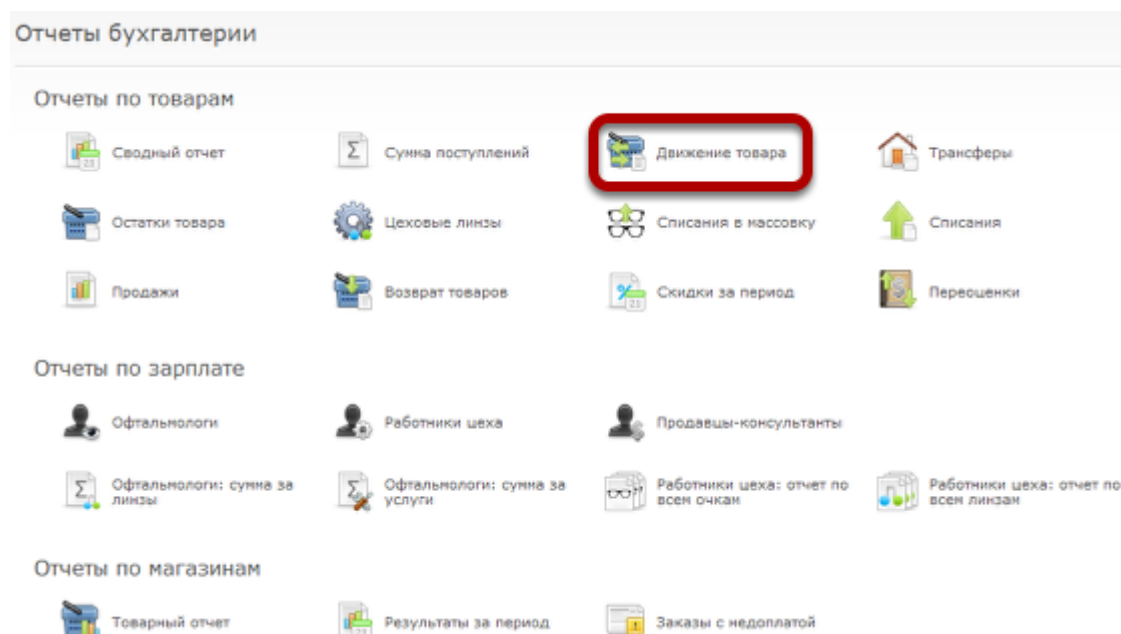 Отчеты бухгалтерии
Отчеты по товарам
Сводный отчет
Сумма поступлений
Движение товара
Трансферы
Остатки товара
Цеховые линзы
Списания в массовку
Списания
Продажи
Возврат товаров
Скидки за период
Переоценки
Отчеты по зарплате
Офтальмологи
Работники цеха
Продавцы-консультанты
Офтальмологи: сумма за
линзы
Офтальмологи: сумма за
услуги
Работники цеха: отчет по
всем очкам
Работники цеха: отчет по
всем линзам
Отчеты по магазинам
Товарный отчет
Результаты за период
Заказы с недоплатой